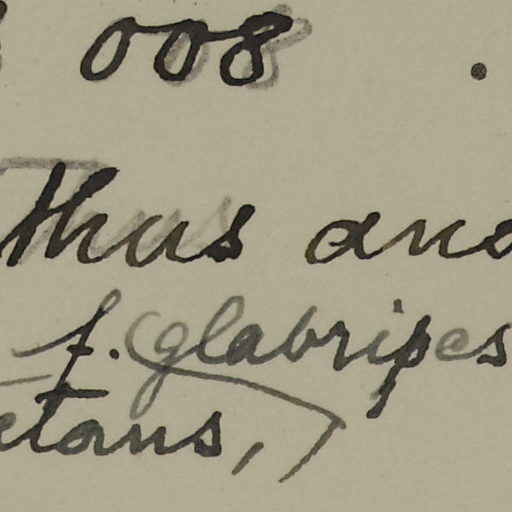 008 .
thus and
f. (glabripes
etans,)